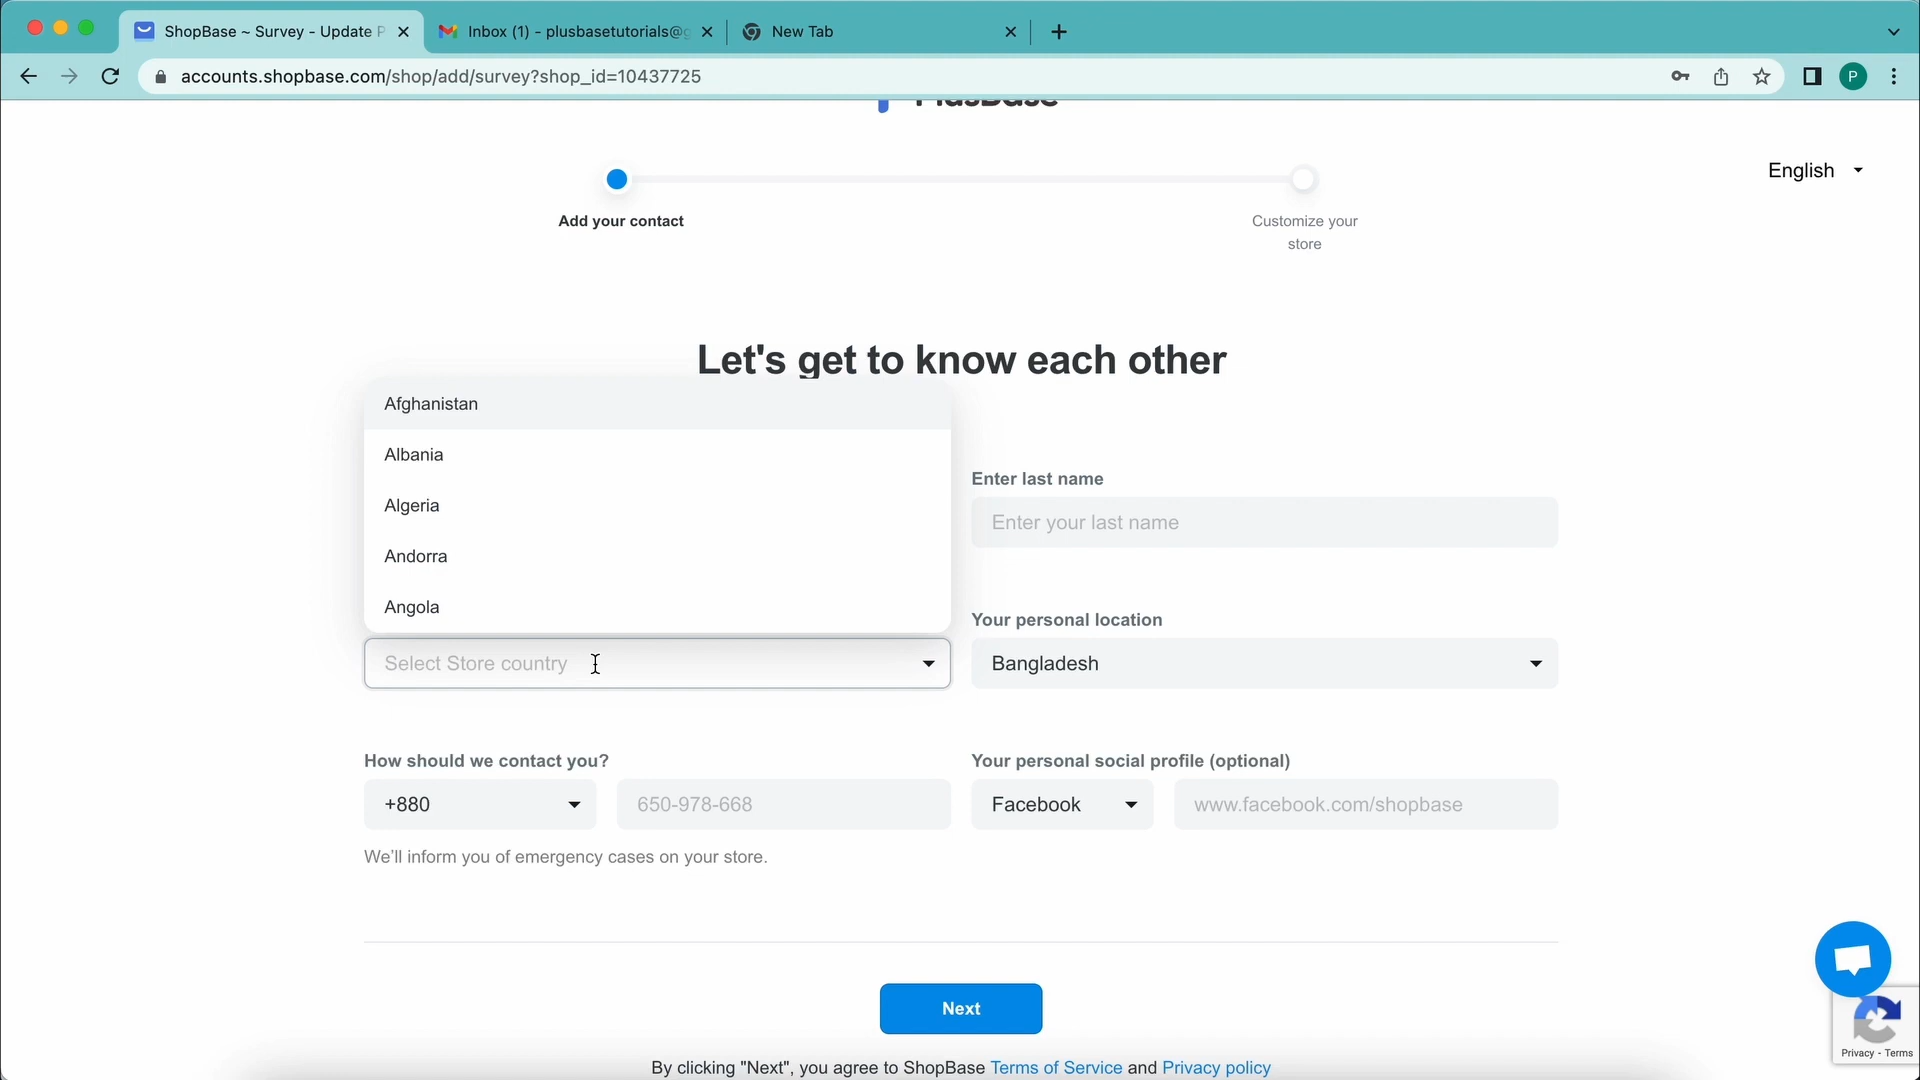 ShopBase ~ Survey - Update P
Inbox (1) - plusbasetutorials@g
New Tab
accounts.shopbase.com/shop/add/survey?shop_id=10437725
P
PlusBase
English
Add your contact
Customize your
store
Let's get to know each other
Afghanistan
Albania
Algeria
Andorra
Angola
Enter last name
Enter your last name
Select Store country
Your personal location
Bangladesh
How should we contact you?
+880
650-978-668
We'll inform you of emergency cases on your store.
Your personal social profile (optional)
Facebook
www.facebook.com/shopbase
Next
By clicking "Next", you agree to ShopBase Terms of Service and Privacy policy
Privacy - Terms